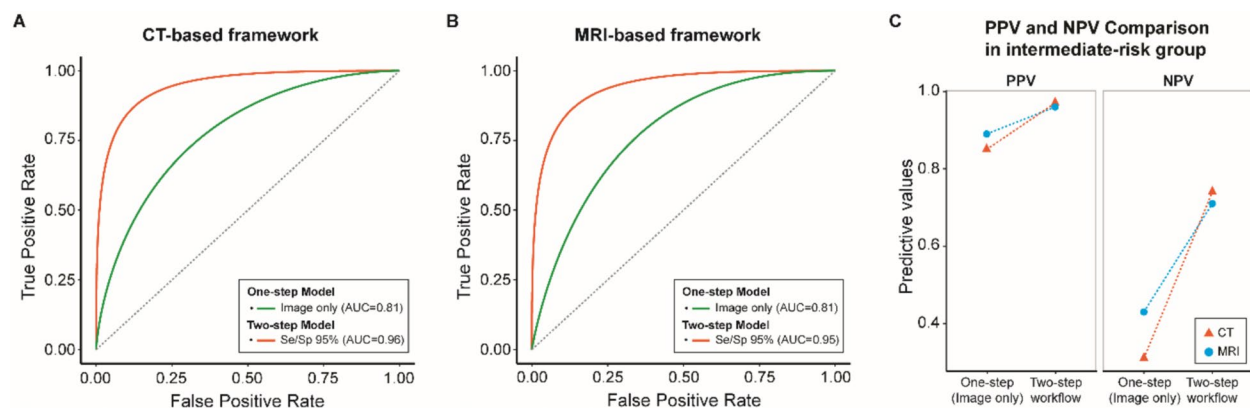 A
CT-based framework
True Positive Rate
1.00
0.75
0.50
0.25
0.00
One-step Model
Image only (AUC=0.81)
Two-step Model
Se/Sp 95% (AUC=0.96)
0.00 0.25 0.50 0.75 1.00
False Positive Rate
B
MRI-based framework
True Positive Rate
1.00
0.75
0.50
0.25
0.00
One-step Model
Image only (AUC=0.81)
Two-step Model
Se/Sp 95% (AUC=0.95)
0.00 0.25 0.50 0.75 1.00
False Positive Rate
C
PPV and NPV Comparison
in intermediate-risk group
PPV NPV
Predictive values
1.0
0.8
0.6
0.4
CT
MRI
One-step Two-step One-step Two-step
(Image only) workflow (Image only) workflow